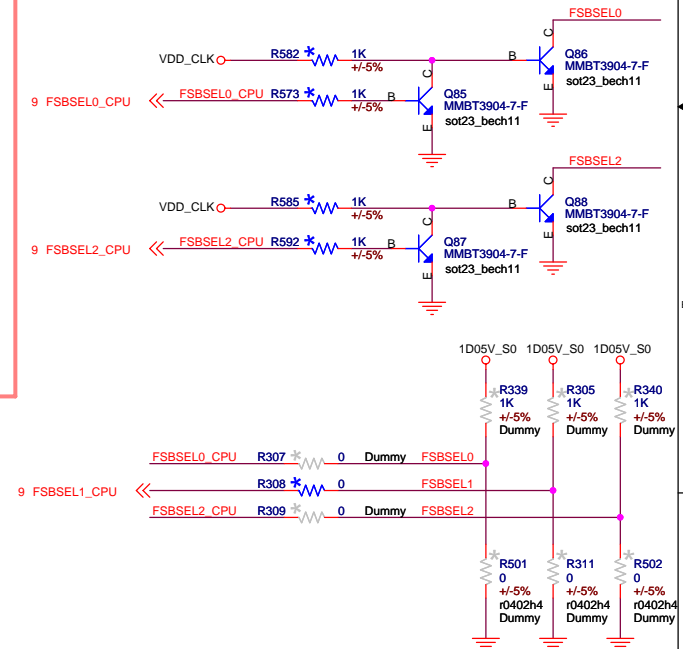 FSBSEL0
VDD_CLK R582 * 1K
+/-5%
B C E
Q86
MMBT3904-7-F
sot23_bech11
9 FSBSEL0_CPU FSBSEL0_CPU R573 * 1K
+/-5%
B C E
Q85
MMBT3904-7-F
sot23_bech11
FSBSEL2
VDD_CLK R585 * 1K
+/-5%
B C E
Q88
MMBT3904-7-F
sot23_bech11
9 FSBSEL2_CPU FSBSEL2_CPU R592 * 1K
+/-5%
B C E
Q87
MMBT3904-7-F
sot23_bech11
1D05V_S0 1D05V_S0 1D05V_S0
* R339 * R305 * R340
1K 1K 1K
+/-5% +/-5% +/-5%
Dummy Dummy Dummy
FSBSEL0_CPU R307 * 0 Dummy FSBSEL0
9 FSBSEL1_CPU R308 * 0 FSBSEL1
FSBSEL2_CPU R309 * 0 Dummy FSBSEL2
* R501 * R311 * R502
0 0 0
+/-5% +/-5% +/-5%
r0402h4 r0402h4 r0402h4
Dummy Dummy Dummy